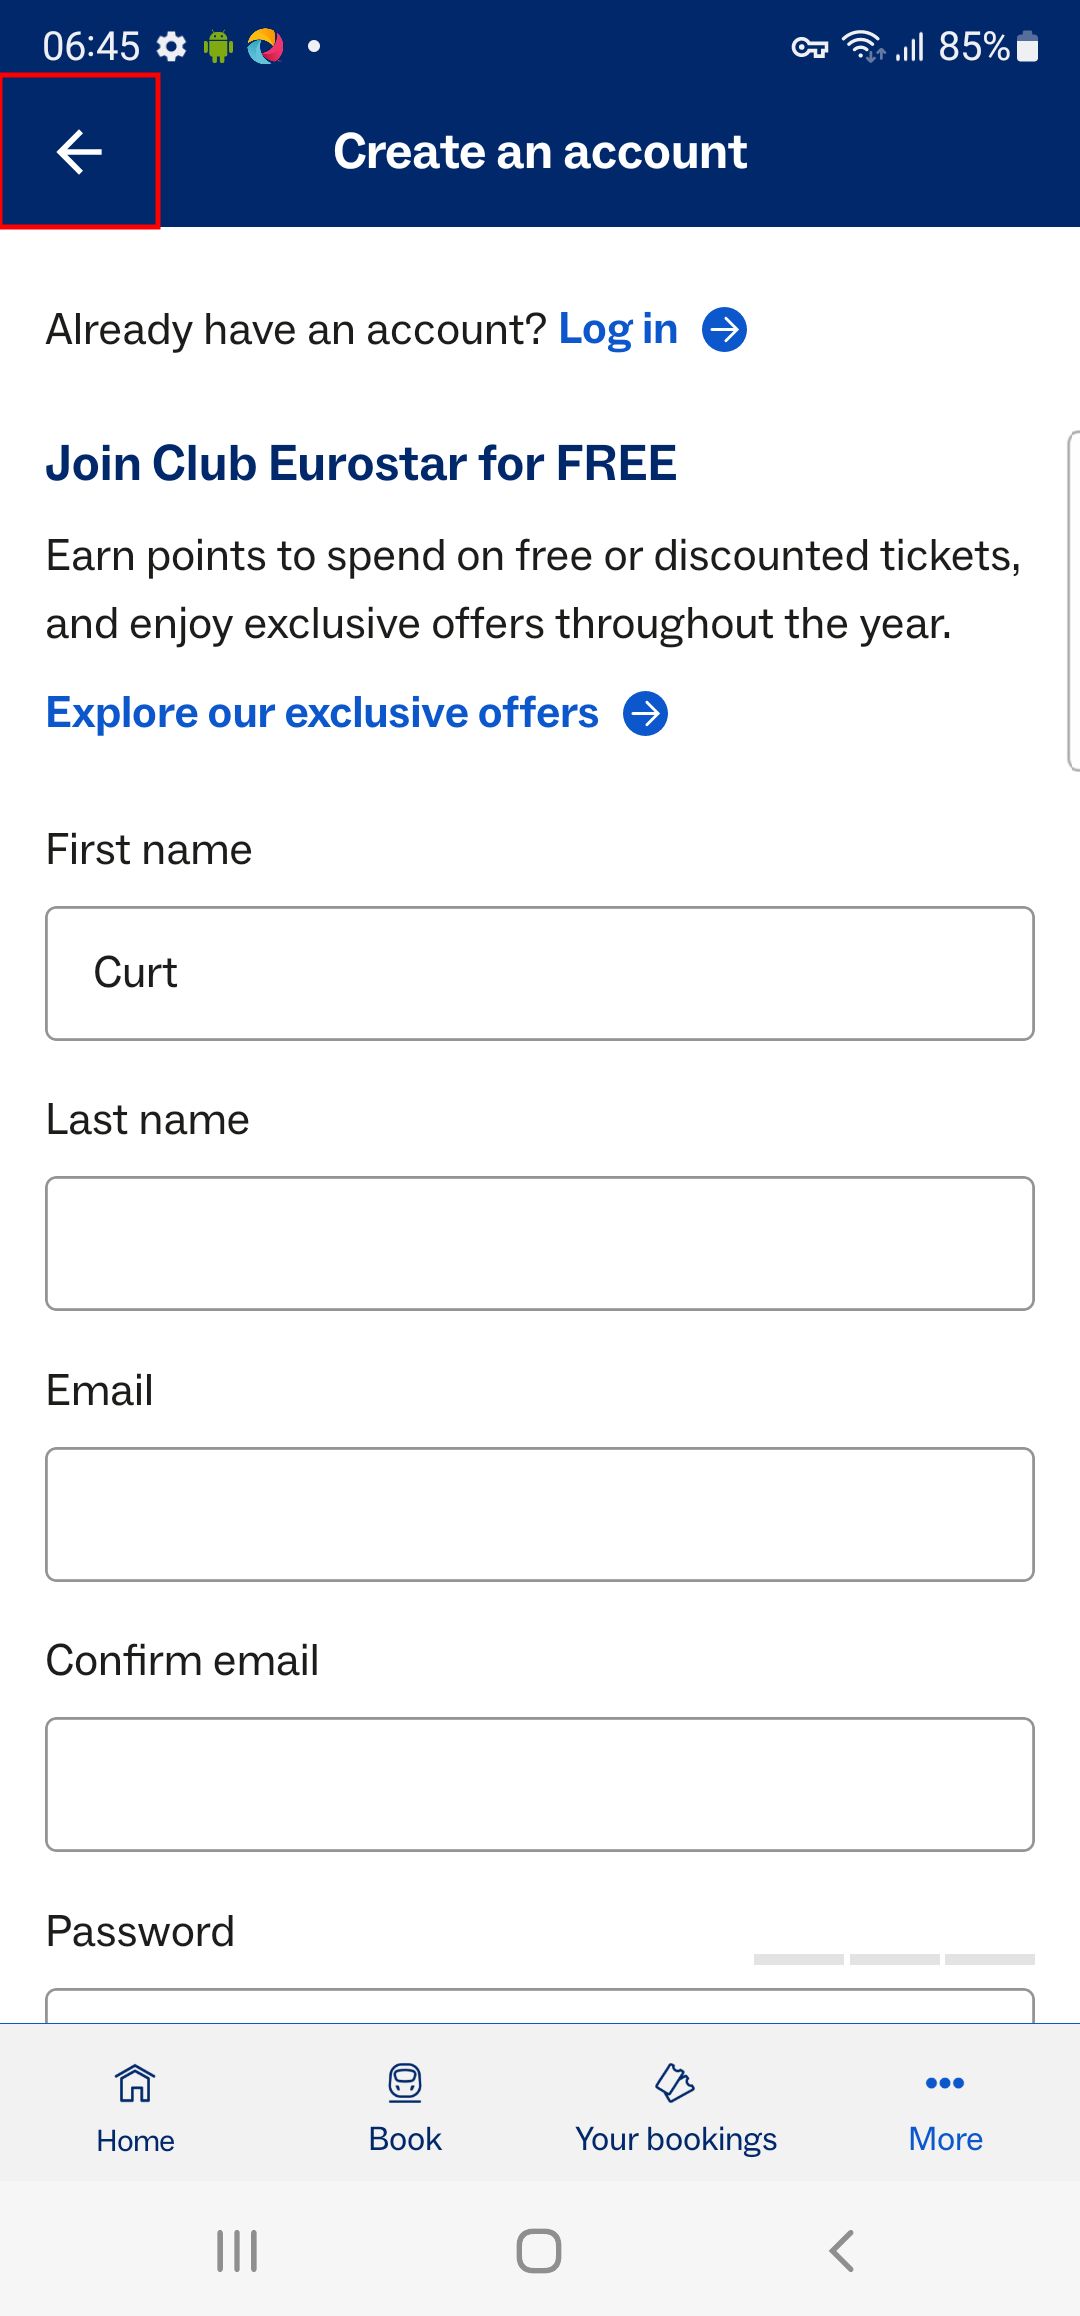 06:45
85%
Create an account
Already have an account? Log in
Join Club Eurostar for FREE
Earn points to spend on free or discounted tickets,
and enjoy exclusive offers throughout the year.
Explore our exclusive offers
First name
Curt
Last name
Email
Confirm email
Password
Home
Book
Your bookings
More